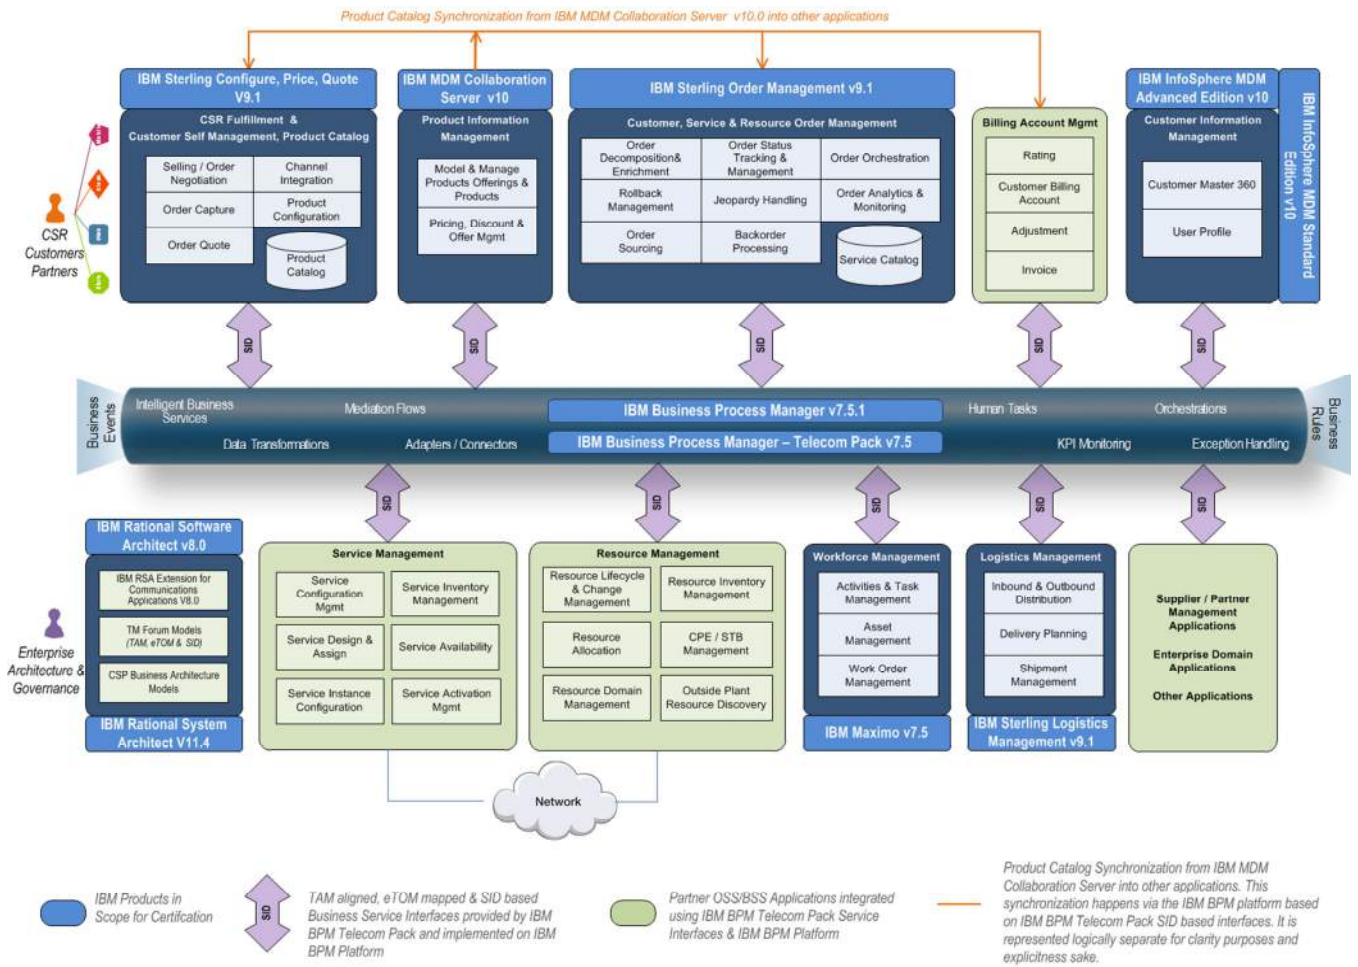 Product Catalog Synchronization from IBM MDM Collaboration Server v10.0 into other applications
IBM Sterling Configure, Price, Quote
V9.1
CSR Fulfillment &
Customer Self Management, Product Catalog
Selling / Order
Negotiation
Channel
Integration
Order Capture
Product
Configuration
Order Quote
Product
Catalog
CSR
Customers
Partners
IBM MDM Collaboration
Server v10
Product Information
Management
Model & Manage
Products Offerings &
Products
Pricing, Discount &
Offer Mgmt
IBM Sterling Order Management v9.1
Customer, Service & Resource Order Management
Order
Decomposition&
Enrichment
Order Status
Tracking &
Management
Order Orchestration
Rollback
Management
Jeopardy Handling
Order Analytics &
Monitoring
Order
Sourcing
Backorder
Processing
Service Catalog
Billing Account Mgmt
Rating
Customer Billing
Account
Adjustment
Invoice
IBM InfoSphere MDM
Advanced Edition v10
Customer Information
Management
Customer Master 360
User Profile
IBM InfoSphere MDM Standard
Edition v10
SID
SID
SID
SID
SID
Business
Events
Intelligent Business
Services
Mediation Flows
IBM Business Process Manager v7.5.1
Human Tasks
Orchestrations
Data Transformations
Adapters / Connectors
IBM Business Process Manager – Telecom Pack v7.5
KPI Monitoring
Exception Handling
Business
Rules
SID
SID
SID
SID
SID
IBM Rational Software
Architect v8.0
IBM RSA Extension for
Communications
Applications V8.0
TM Forum Models
(TAM, eTOM & SID)
CSP Business Architecture
Models
IBM Rational System
Architect V11.4
Enterprise
Architecture &
Governance
Service Management
Service
Configuration
Mgmt
Service Inventory
Management
Service Design &
Assign
Service Availability
Service Instance
Configuration
Service Activation
Mgmt
Resource Management
Resource Lifecycle
& Change
Management
Resource Inventory
Management
Resource
Allocation
CPE / STB
Management
Resource Domain
Management
Outside Plant
Resource Discovery
Workforce Management
Activities & Task
Management
Asset
Management
Work Order
Management
IBM Maximo v7.5
Logistics Management
Inbound & Outbound
Distribution
Delivery Planning
Shipment
Management
IBM Sterling Logistics
Management v9.1
Supplier / Partner
Management
Applications
Enterprise Domain
Applications
Other Applications
Network
IBM Products in
Scope for Certifcation
SID
TAM aligned, eTOM mapped & SID based
Business Service Interfaces provided by IBM
BPM Telecom Pack and implemented on IBM
BPM Platform
Partner OSS/BSS Applications integrated
using IBM BPM Telecom Pack Service
Interfaces & IBM BPM Platform
Product Catalog Synchronization from IBM MDM
Collaboration Server into other applications. This
synchronization happens via the IBM BPM platform based
on IBM BPM Telecom Pack SID based interfaces. It is
represented logically separate for clarity purposes and
explicitness sake.